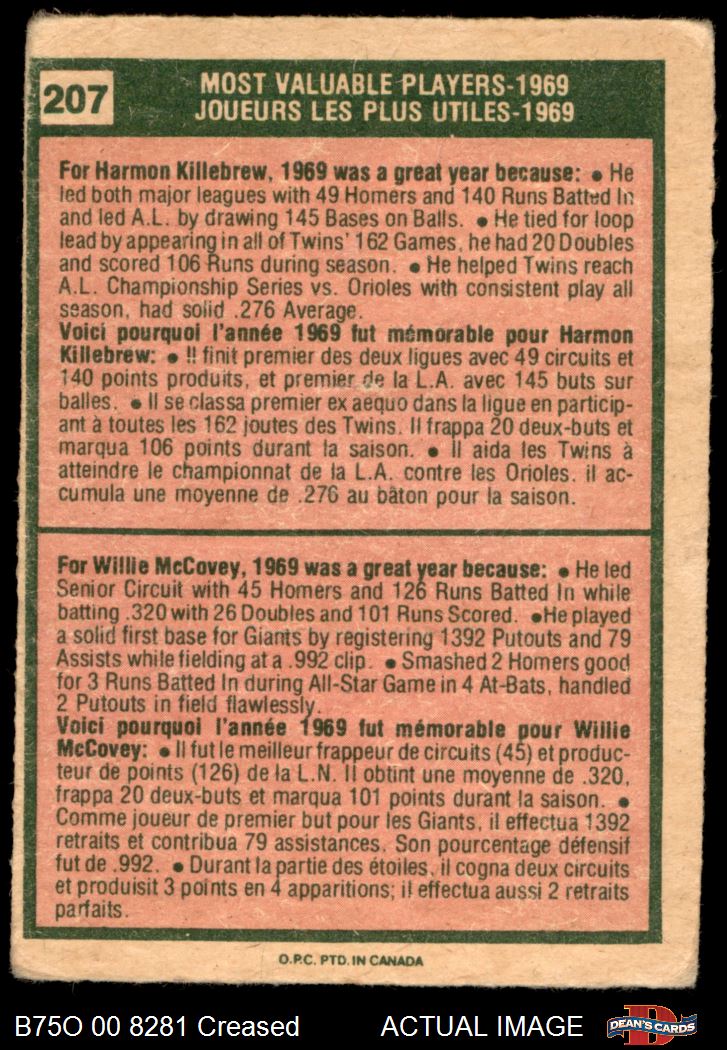 207
MOST VALUABLE PLAYERS-1969
JOUEURS LES PLUS UTILES-1969
For Harmon Killebrew, 1969 was a great year because: • He
led both major leagues with 49 Homers and 140 Runs Batted In
and led A.L. by drawing 145 Bases on Balls. • He tied for loop
lead by appearing in all of Twins' 162 Games, he had 20 Doubles
and scored 106 Runs during season. • He helped Twins reach
A.L. Championship Series vs. Orioles with consistent play all
season, had solid .276 Average.
Voici pourquoi l'année 1969 fut mémorable pour Harmon
Killebrew: • Il finit premier des deux ligues avec 49 circuits et
140 points produits, et premier de la L.A. avec 145 buts sur
balles. • Il se classa premier ex aequo dans la ligue en particip-
ant à toutes les 162 joutes des Twins. Il frappa 20 deux-buts et
marqua 106 points durant la saison. • Il aida les Twins à
atteindre le championnat de la L.A. contre les Orioles. il ac-
cumula une moyenne de .276 au bâton pour la saison.
For Willie McCovey, 1969 was a great year because: • He led
Senior Circuit with 45 Homers and 126 Runs Batted In while
batting .320 with 26 Doubles and 101 Runs Scored. •He played
a solid first base for Giants by registering 1392 Putouts and 79
Assists while fielding at a .992 clip. • Smashed 2 Homers good
for 3 Runs Batted In during All-Star Game in 4 At-Bats, handled
2 Putouts in field flawlessly.
Voici pourquoi l'année 1969 fut mémorable pour Willie
McCovey: • Il fut le meilleur frappeur de circuits (45) et produc-
teur de points (126) de la L.N. Il obtint une moyenne de .320,
frappa 20 deux-buts et marqua 101 points durant la saison. •
Comme joueur de premier but pour les Giants, il effectua 1392
retraits et contribua 79 assistances. Son pourcentage défensif
fut de .992. • Durant la partie des étoiles, il cogna deux circuits
et produisit 3 points en 4 apparitions; il effectua aussi 2 retraits
parfaits.
O.P.C. PTD. IN CANADA
B75O 00 8281 Creased ACTUAL IMAGE
DEAN'S CARDS